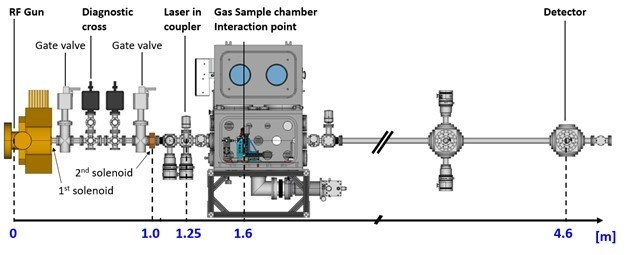 RF Gun
Diagnostic
cross
Laser in
coupler
Gas Sample chamber
Interaction point
Detector
Gate valve
Gate valve
2nd solenoid
1st solenoid
0
1.0
1.25
1.6
4.6
[m]